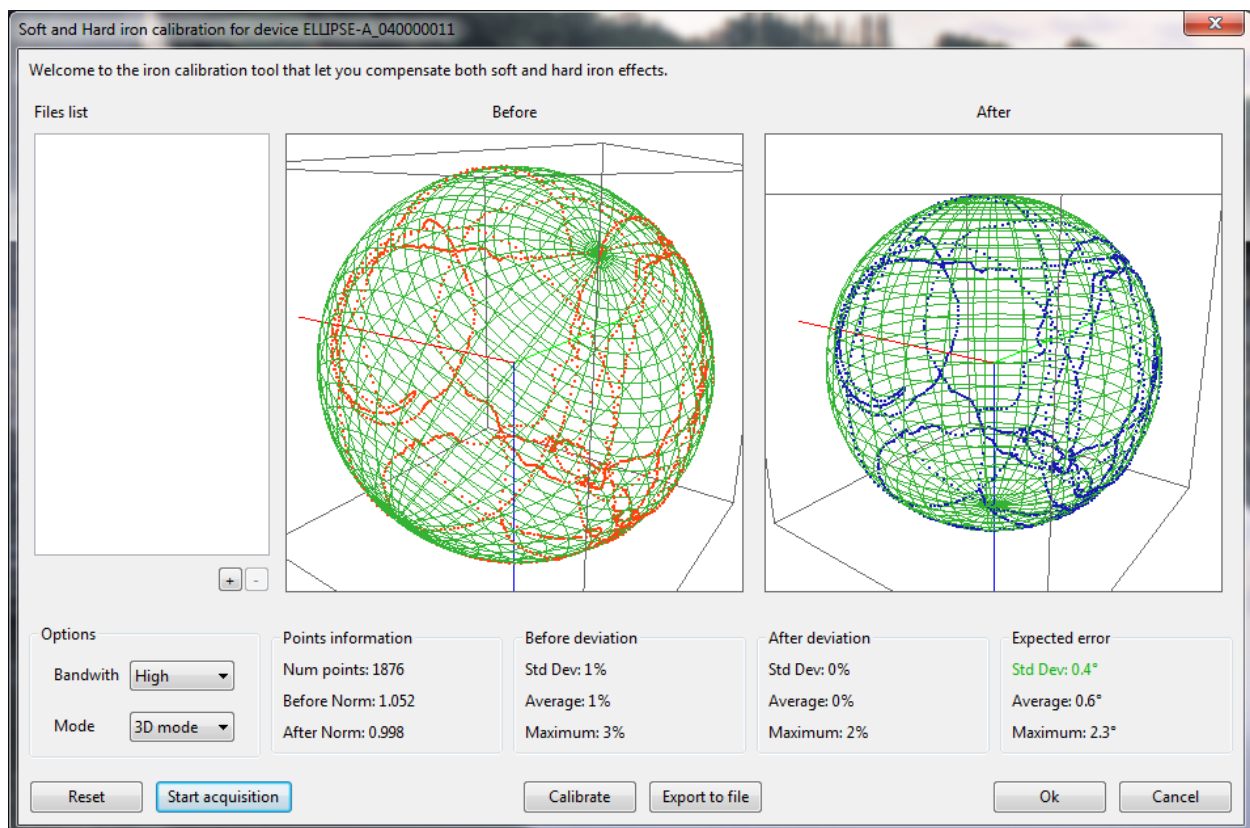 Soft and Hard iron calibration for device ELLIPSE-A_040000011
Welcome to the iron calibration tool that let you compensate both soft and hard iron effects.
Files list
Before
After
+ -
Options
Bandwith High
Mode 3D mode
Points information
Num points: 1876
Before Norm: 1.052
After Norm: 0.998
Before deviation
Std Dev: 1%
Average: 1%
Maximum: 3%
After deviation
Std Dev: 0%
Average: 0%
Maximum: 2%
Expected error
Std Dev: 0.4°
Average: 0.6°
Maximum: 2.3°
Reset Start acquisition Calibrate Export to file Ok Cancel